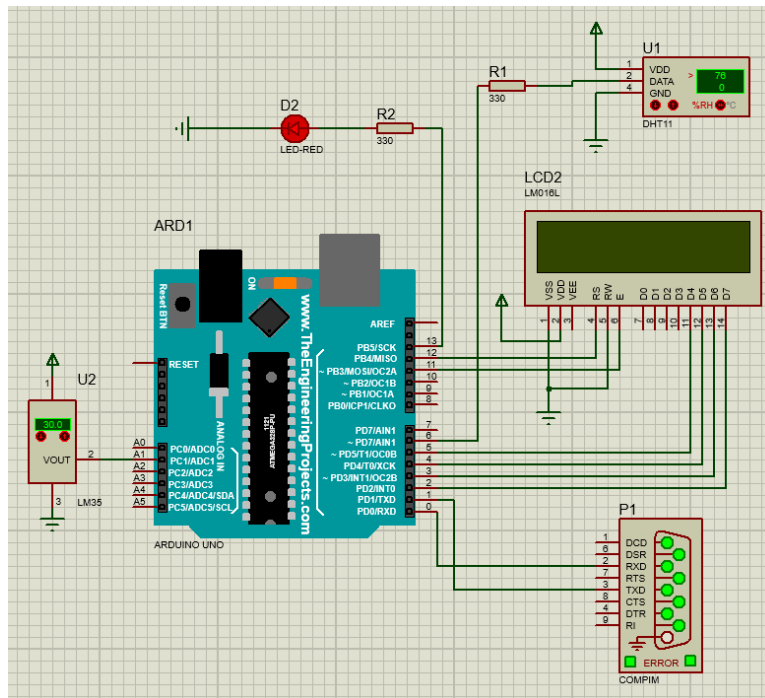 U1
1 VDD
2 DATA
4 GND
>
76
0
%RH °C
DHT11
R1
330
D2
LED-RED
R2
330
LCD2
LM016L
VSS VDD VEE RS RW E D0 D1 D2 D3 D4 D5 D6 D7
1 2 3 4 5 6 7 8 9 10 11 12 13 14
ARD1
Reset BTN
ON
www.TheEngineeringProjects.com
RESET
AREF
PB5/SCK 13
PB4/MISO 12
~ PB3/MOSI/OC2A 11
~ PB2/OC1B 10
~ PB1/OC1A 9
PB0/ICP1/CLKO 8
PD7/AIN1 7
~ PD7/AIN1 6
~ PD5/T1/OC0B 5
PD4/T0/XCK 4
~ PD3/INT1/OC2B 3
PD2/INT0 2
PD1/TXD 1
PD0/RXD 0
ANALOG IN
1121
ATMEGA328P-PU
A0 PC0/ADC0
A1 PC1/ADC1
A2 PC2/ADC2
A3 PC3/ADC3
A4 PC4/ADC4/SDA
A5 PC5/ADC5/SCL
ARDUINO UNO
U2
1
30.0
VOUT 2
3
LM35
P1
1 DCD
6 DSR
2 RXD
7 RTS
3 TXD
8 CTS
4 DTR
9 RI
ERROR
COMPIM